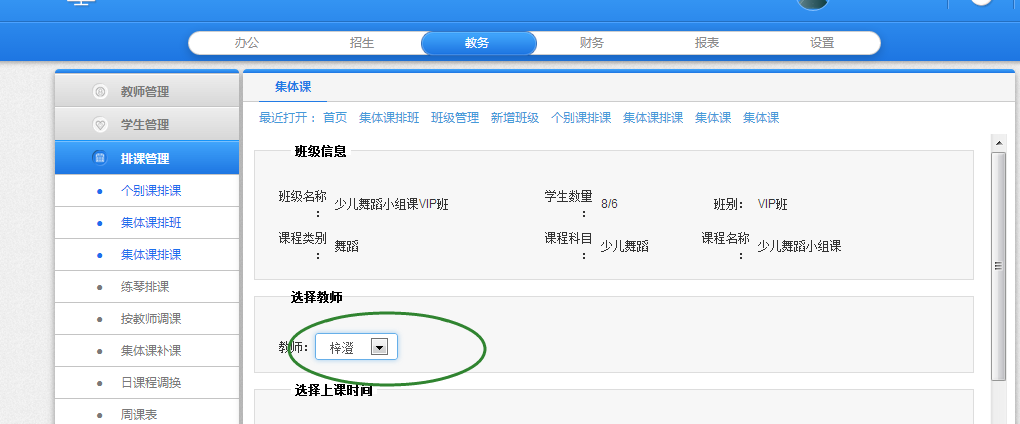 办公 招生 教务 财务 报表 设置
教师管理
学生管理
排课管理
个别课排课
集体课排班
集体课排课
练琴排课
按教师调课
集体课补课
日课程调换
周课表
集体课
最近打开： 首页 集体课排班 班级管理 新增班级 个别课排课 集体课排课 集体课 集体课
班级信息
班级名称： 少儿舞蹈小组课VIP班 学生数量： 8/6 班别： VIP班
课程类别： 舞蹈 课程科目： 少儿舞蹈 课程名称： 少儿舞蹈小组课
选择教师
教师： 梓澄
选择上课时间